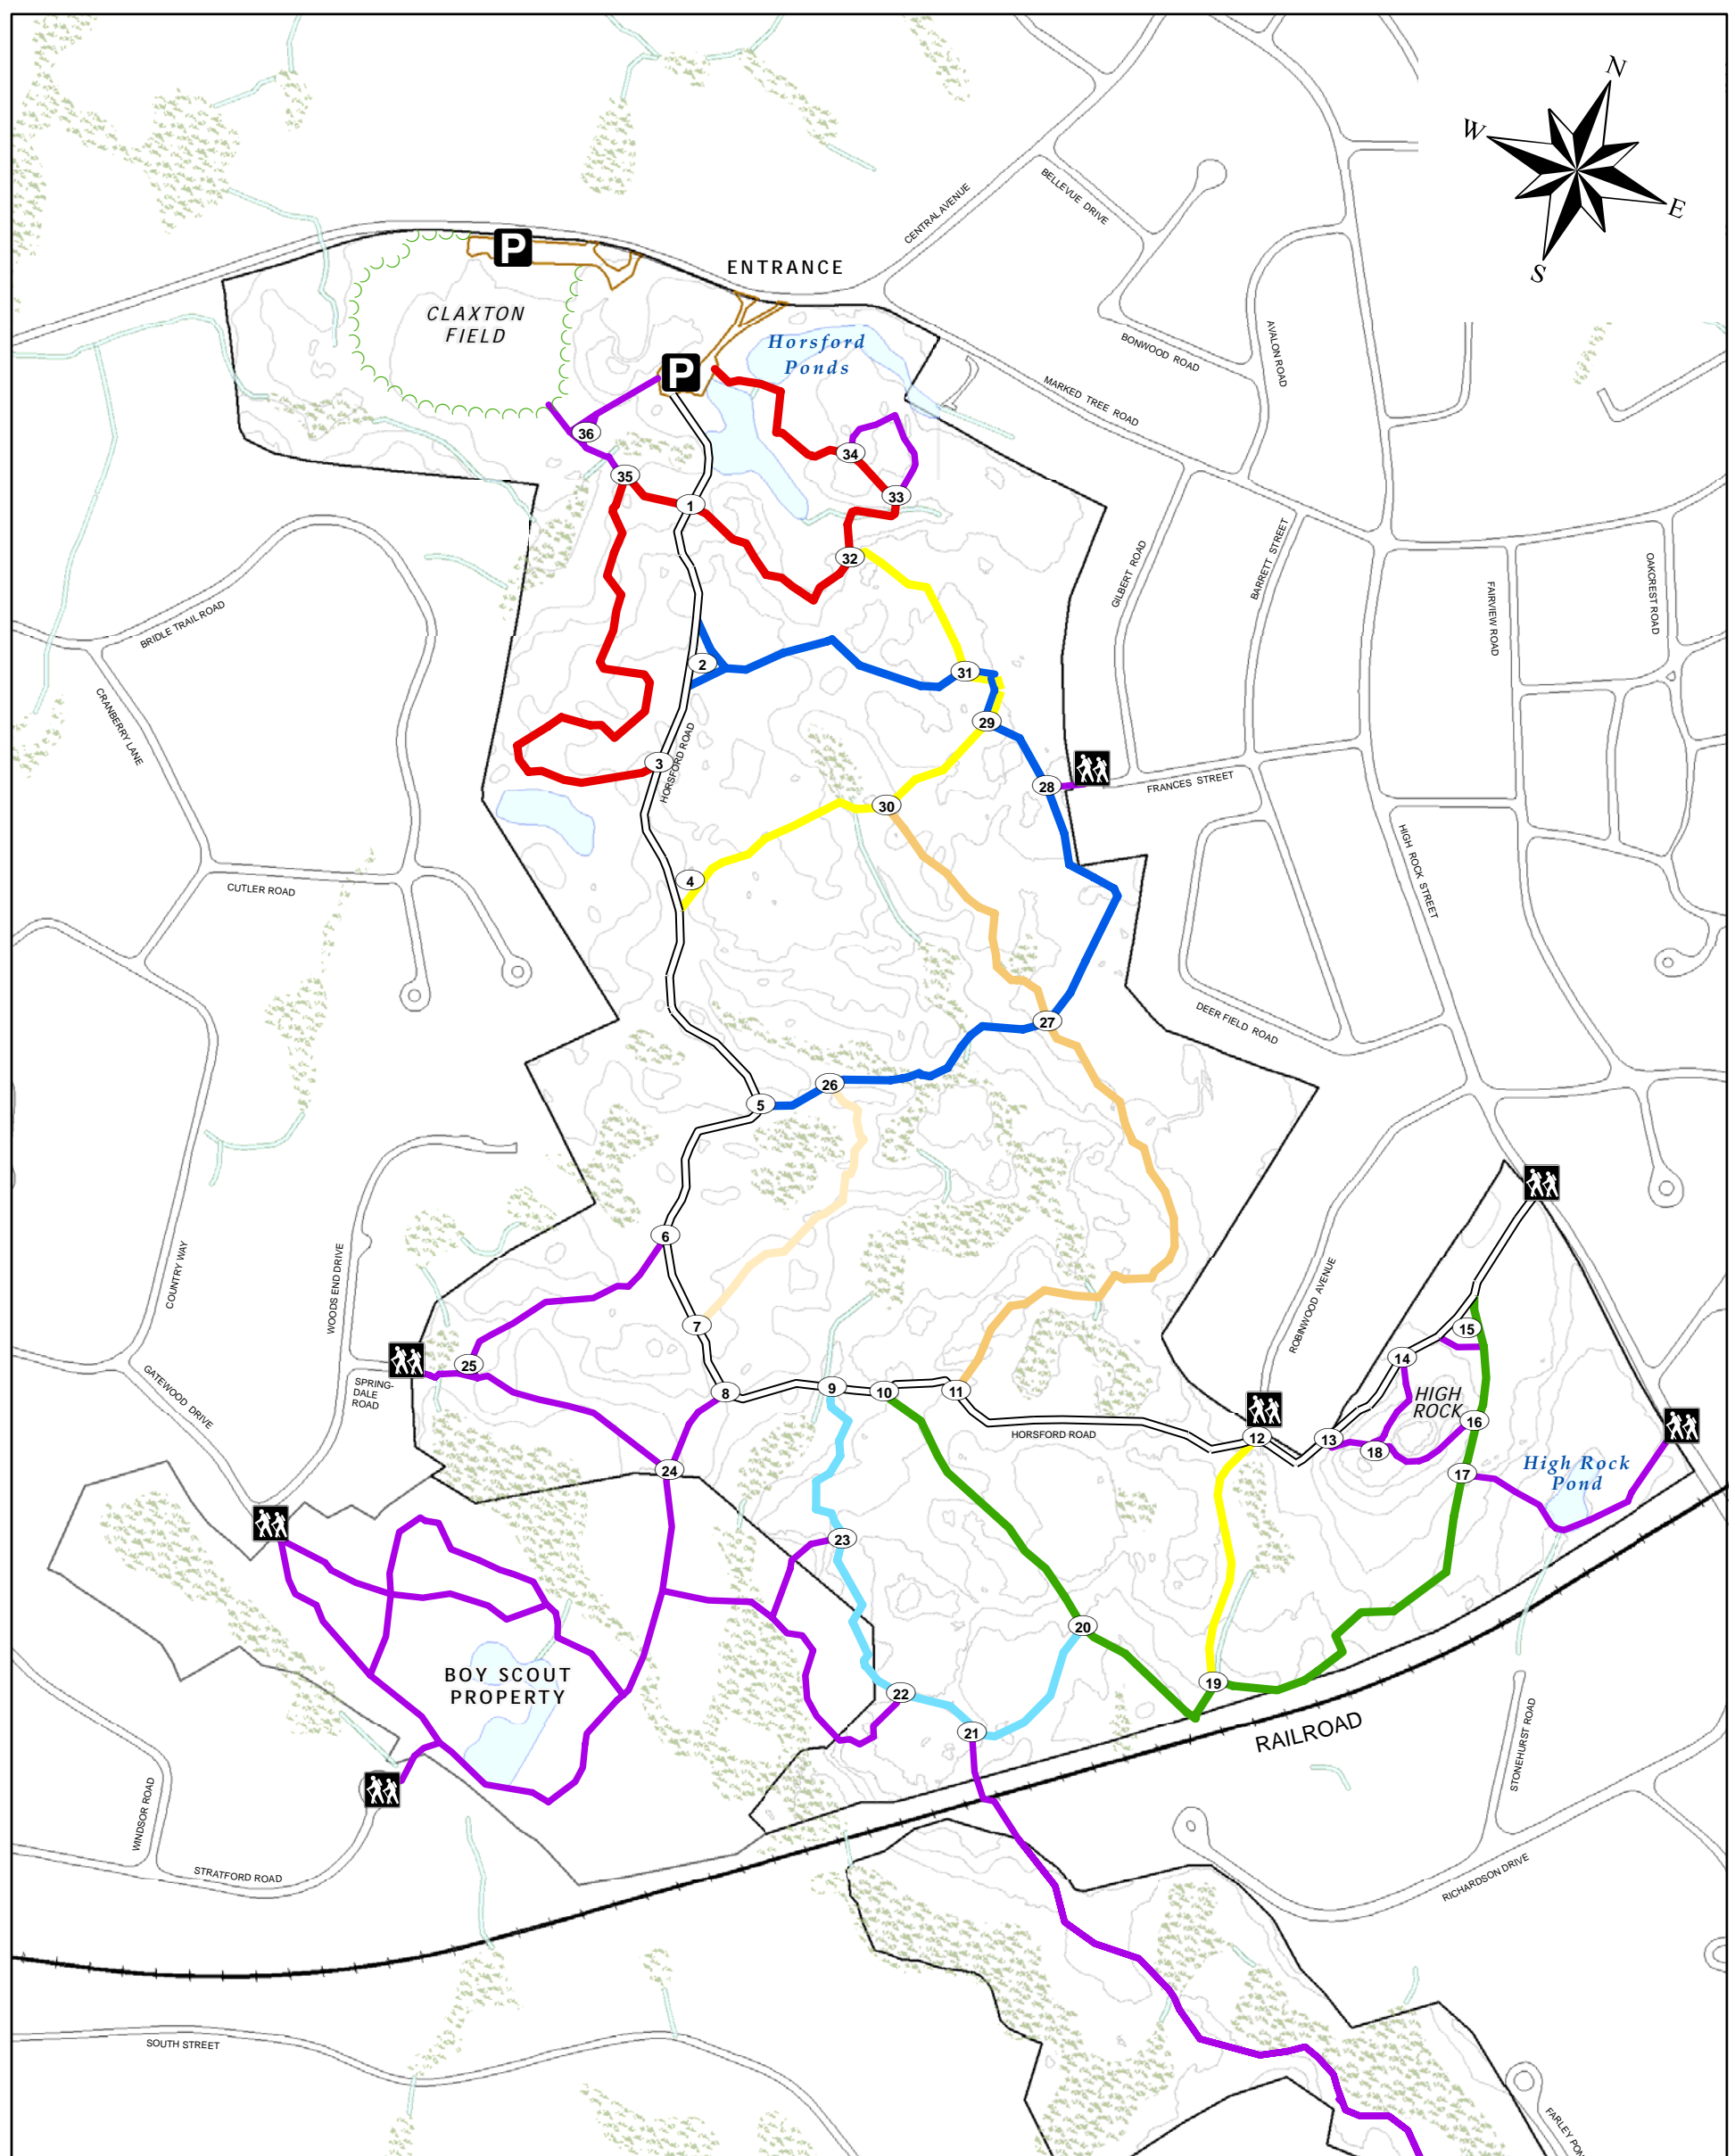 N
W
E
S
CENTRAL AVENUE
BELLEVUE DRIVE
P
ENTRANCE
CLAXTON
FIELD
Horsford
Ponds
P
BONWOOD ROAD
AVALON ROAD
MARKED TREE ROAD
36
34
35
33
1
32
GILBERT ROAD
BARRETT STREET
FAIRVIEW ROAD
OAKCREST ROAD
BRIDLE TRAIL ROAD
2
31
CRANBERRY LANE
29
3
HORSFORD ROAD
28
FRANCES STREET
30
HIGH ROCK STREET
4
CUTLER ROAD
27
DEER FIELD ROAD
26
5
6
COUNTRY WAY
WOODS END DRIVE
ROBINWOOD AVENUE
7
15
14
25
GATEWOOD DRIVE
SPRING-
DALE
ROAD
8
9
10
11
HIGH
ROCK
16
HORSFORD ROAD
12
13
18
24
17
High Rock
Pond
23
20
BOY SCOUT
PROPERTY
19
22
21
RAILROAD
STONEHURST ROAD
WINDSOR ROAD
STRATFORD ROAD
RICHARDSON DRIVE
SOUTH STREET